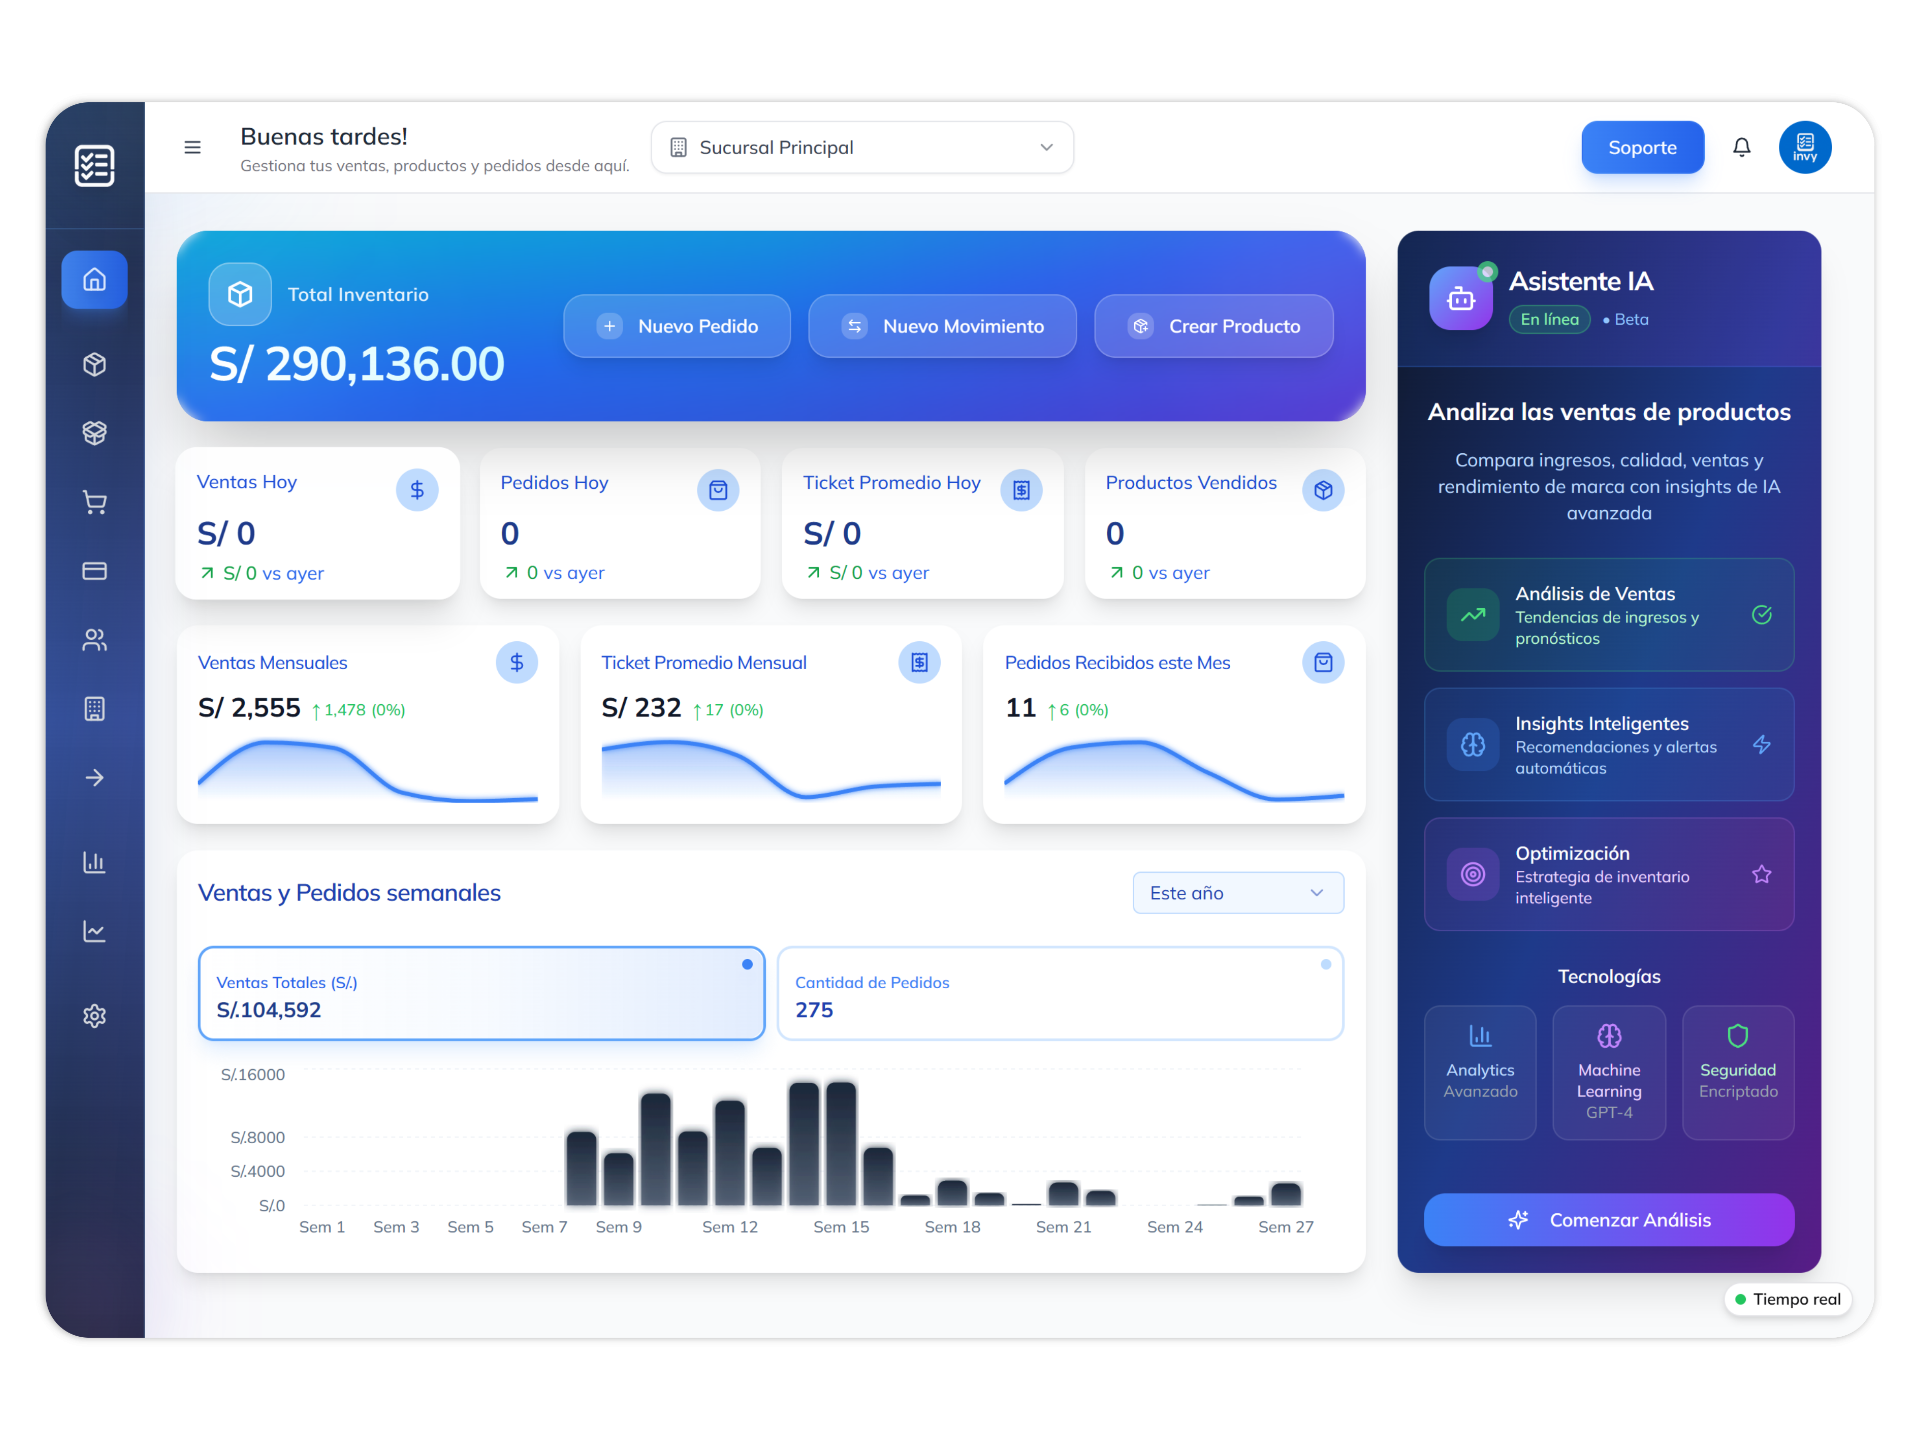 Buenas tardes!
Gestiona tus ventas, productos y pedidos desde aquí.
Sucursal Principal
Soporte
invy
Total Inventario
S/ 290,136.00
Nuevo Pedido
Nuevo Movimiento
Crear Producto
Ventas Hoy
S/ 0
S/ 0 vs ayer
Pedidos Hoy
0
0 vs ayer
Ticket Promedio Hoy
S/ 0
S/ 0 vs ayer
Productos Vendidos
0
0 vs ayer
Ventas Mensuales
S/ 2,555 ↑1,478 (0%)
Ticket Promedio Mensual
S/ 232 ↑17 (0%)
Pedidos Recibidos este Mes
11 ↑6 (0%)
Ventas y Pedidos semanales
Este año
Ventas Totales (S/.)
S/.104,592
Cantidad de Pedidos
275
S/.16000
S/.8000
S/.4000
S/.0
Sem 1 Sem 3 Sem 5 Sem 7 Sem 9 Sem 12 Sem 15 Sem 18 Sem 21 Sem 24 Sem 27
Asistente IA
En línea • Beta
Analiza las ventas de productos
Compara ingresos, calidad, ventas y
rendimiento de marca con insights de IA
avanzada
Análisis de Ventas
Tendencias de ingresos y
pronósticos
Insights Inteligentes
Recomendaciones y alertas
automáticas
Optimización
Estrategia de inventario
inteligente
Tecnologías
Analytics
Avanzado
Machine
Learning
GPT-4
Seguridad
Encriptado
Comenzar Análisis
Tiempo real